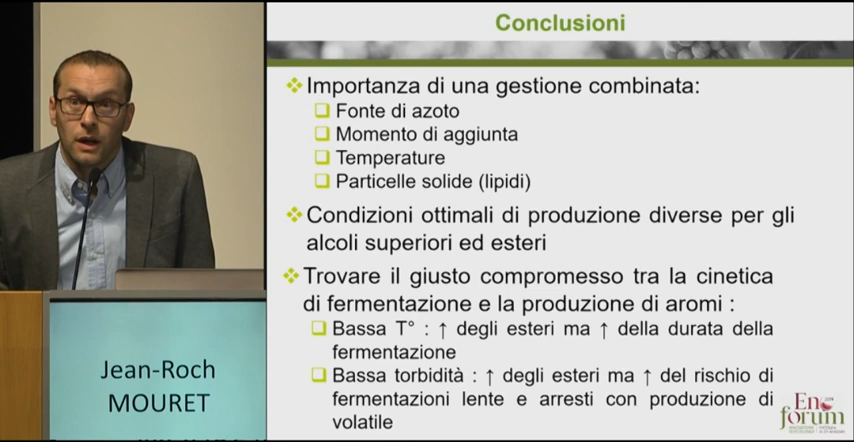 Conclusioni
Importanza di una gestione combinata:
Fonte di azoto
Momento di aggiunta
Temperature
Particelle solide (lipidi)
Condizioni ottimali di produzione diverse per gli
alcoli superiori ed esteri
Trovare il giusto compromesso tra la cinetica
di fermentazione e la produzione di aromi :
Bassa T° : ↑ degli esteri ma ↑ della durata della
fermentazione
Bassa torbidità : ↑ degli esteri ma ↑ del rischio di
fermentazioni lente e arresti con produzione di
volatile
Jean-Roch
MOURET
Eno
forum